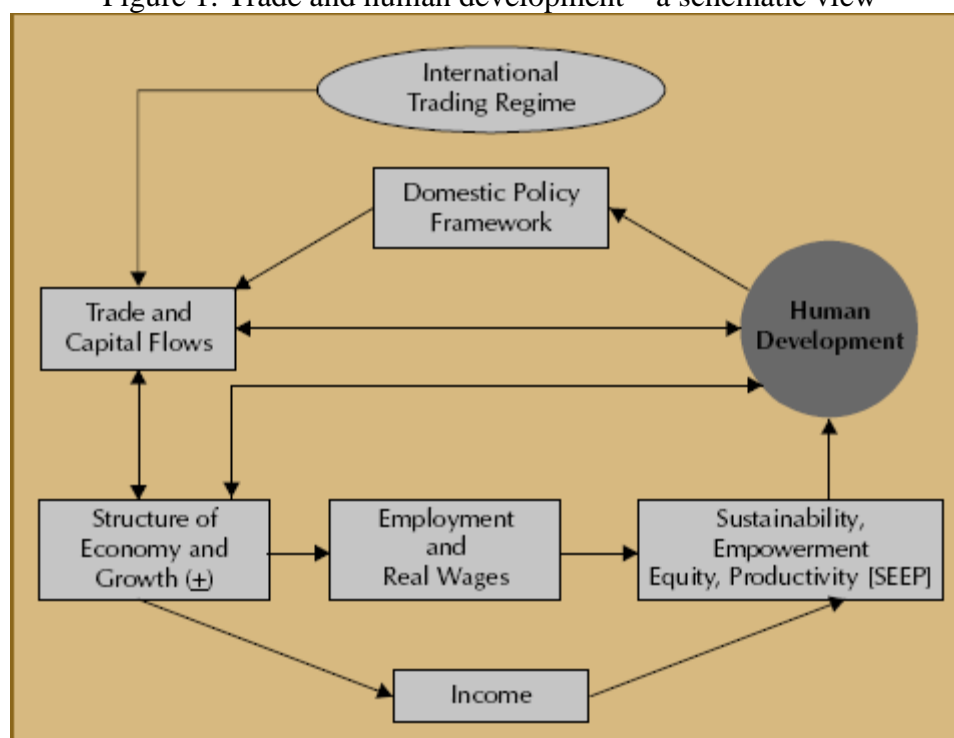 Figure 1: Trade and human development – a schematic view
International
Trading Regime
Domestic Policy
Framework
Trade and
Capital Flows
Human
Development
Structure of
Economy and
Growth (±)
Employment
and
Real Wages
Sustainability,
Empowerment
Equity, Productivity [SEEP]
Income